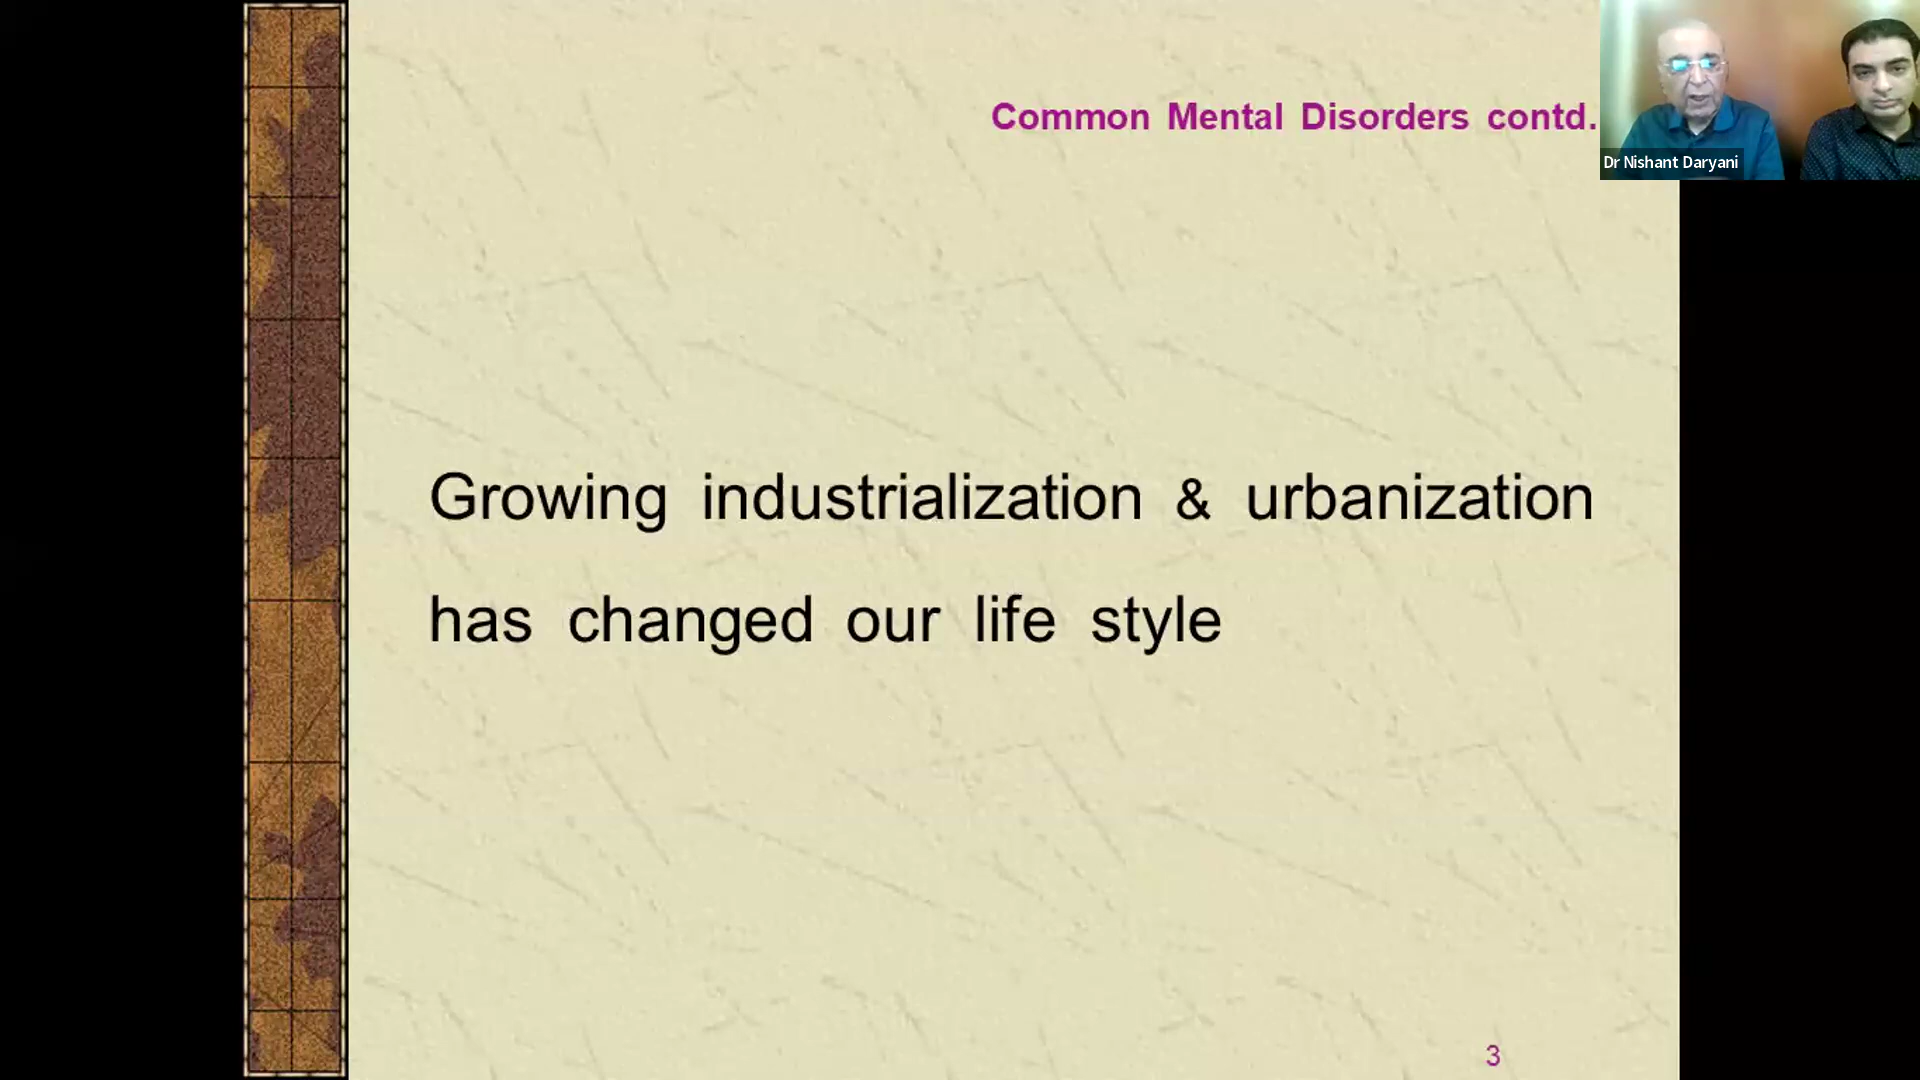 Common Mental Disorders contd.
Dr Nishant Daryani
Growing industrialization & urbanization
has changed our life style
3